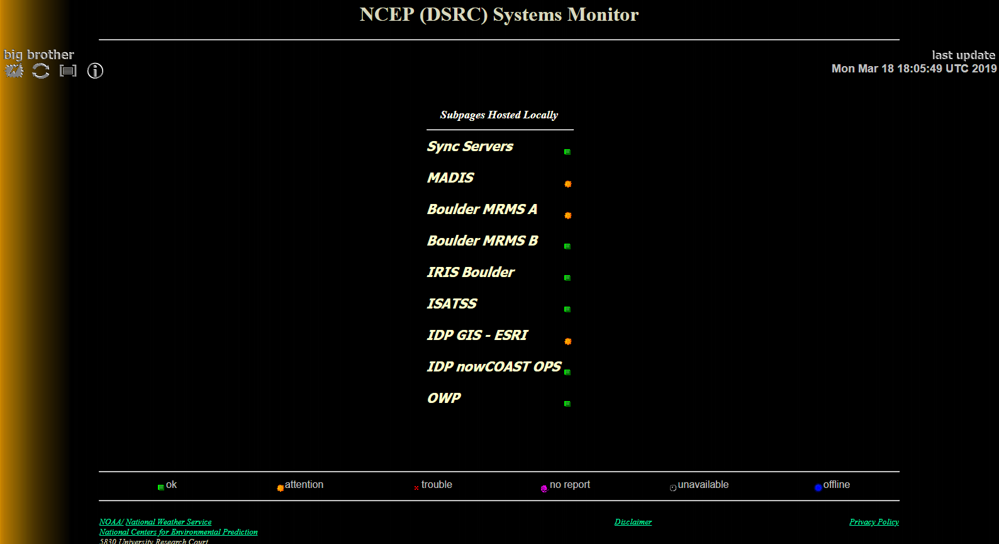 NCEP (DSRC) Systems Monitor
big brother
last update
Mon Mar 18 18:05:49 UTC 2019
Subpages Hosted Locally
Sync Servers
MADIS
Boulder MRMS A
Boulder MRMS B
IRIS Boulder
ISATSS
IDP GIS - ESRI
IDP nowCOAST OPS
OWP
ok attention trouble no report unavailable offline
NOAA/ National Weather Service Disclaimer Privacy Policy
National Centers for Environmental Prediction
5830 University Research Court